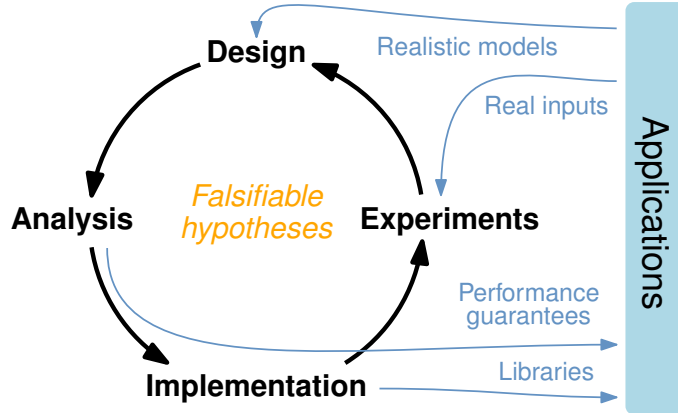 Design
Realistic models
Real inputs
Applications
Analysis
Falsifiable
hypotheses
Experiments
Performance
guarantees
Implementation
Libraries